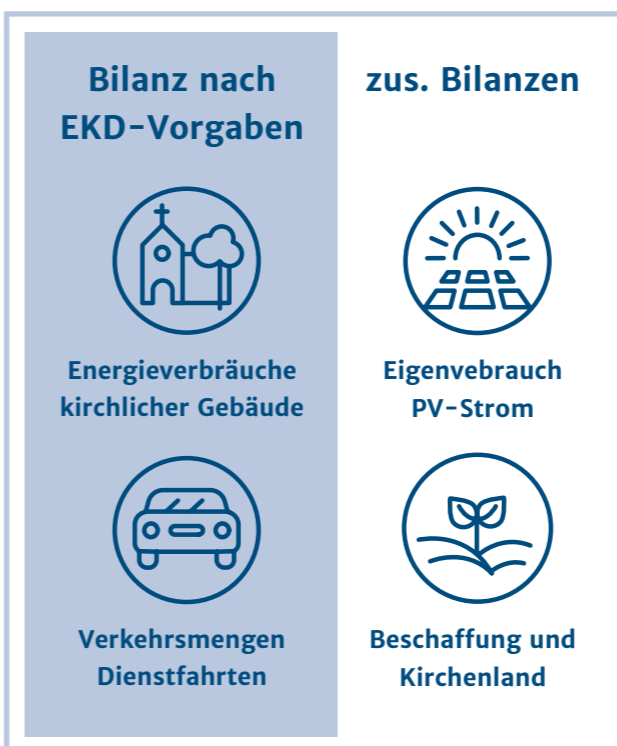 Bilanz nach
EKD-Vorgaben
Energieverbräuche
kirchlicher Gebäude
Verkehrsmengen
Dienstfahrten
zus. Bilanzen
Eigenvebrauch
PV-Strom
Beschaffung und
Kirchenland